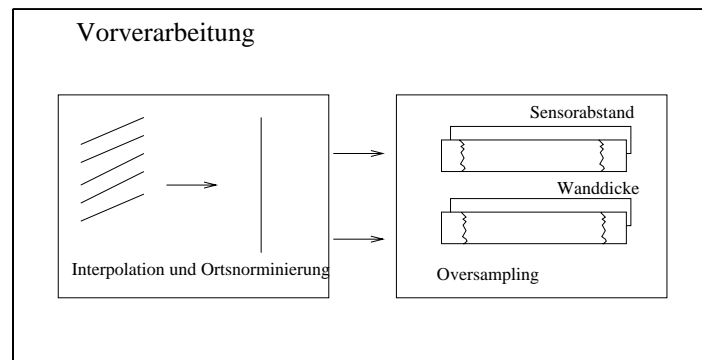 Vorverarbeitung
Interpolation und Ortsnorminierung
Sensorabstand
Wanddicke
Oversampling